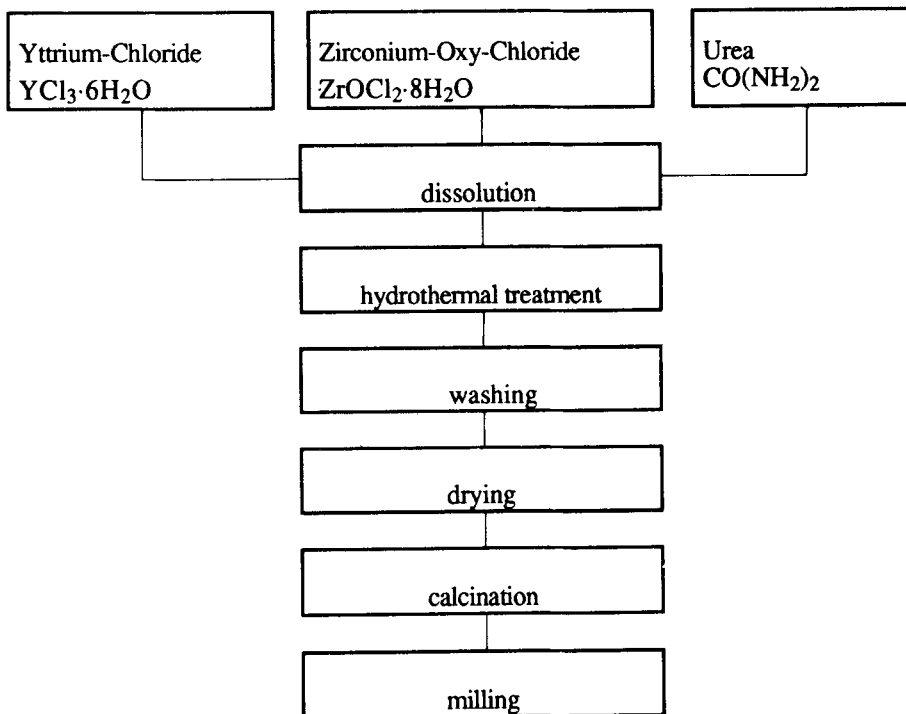 Yttrium-Chloride
YCl3·6H2O
Zirconium-Oxy-Chloride
ZrOCl2·8H2O
Urea
CO(NH2)2
dissolution
hydrothermal treatment
washing
drying
calcination
milling